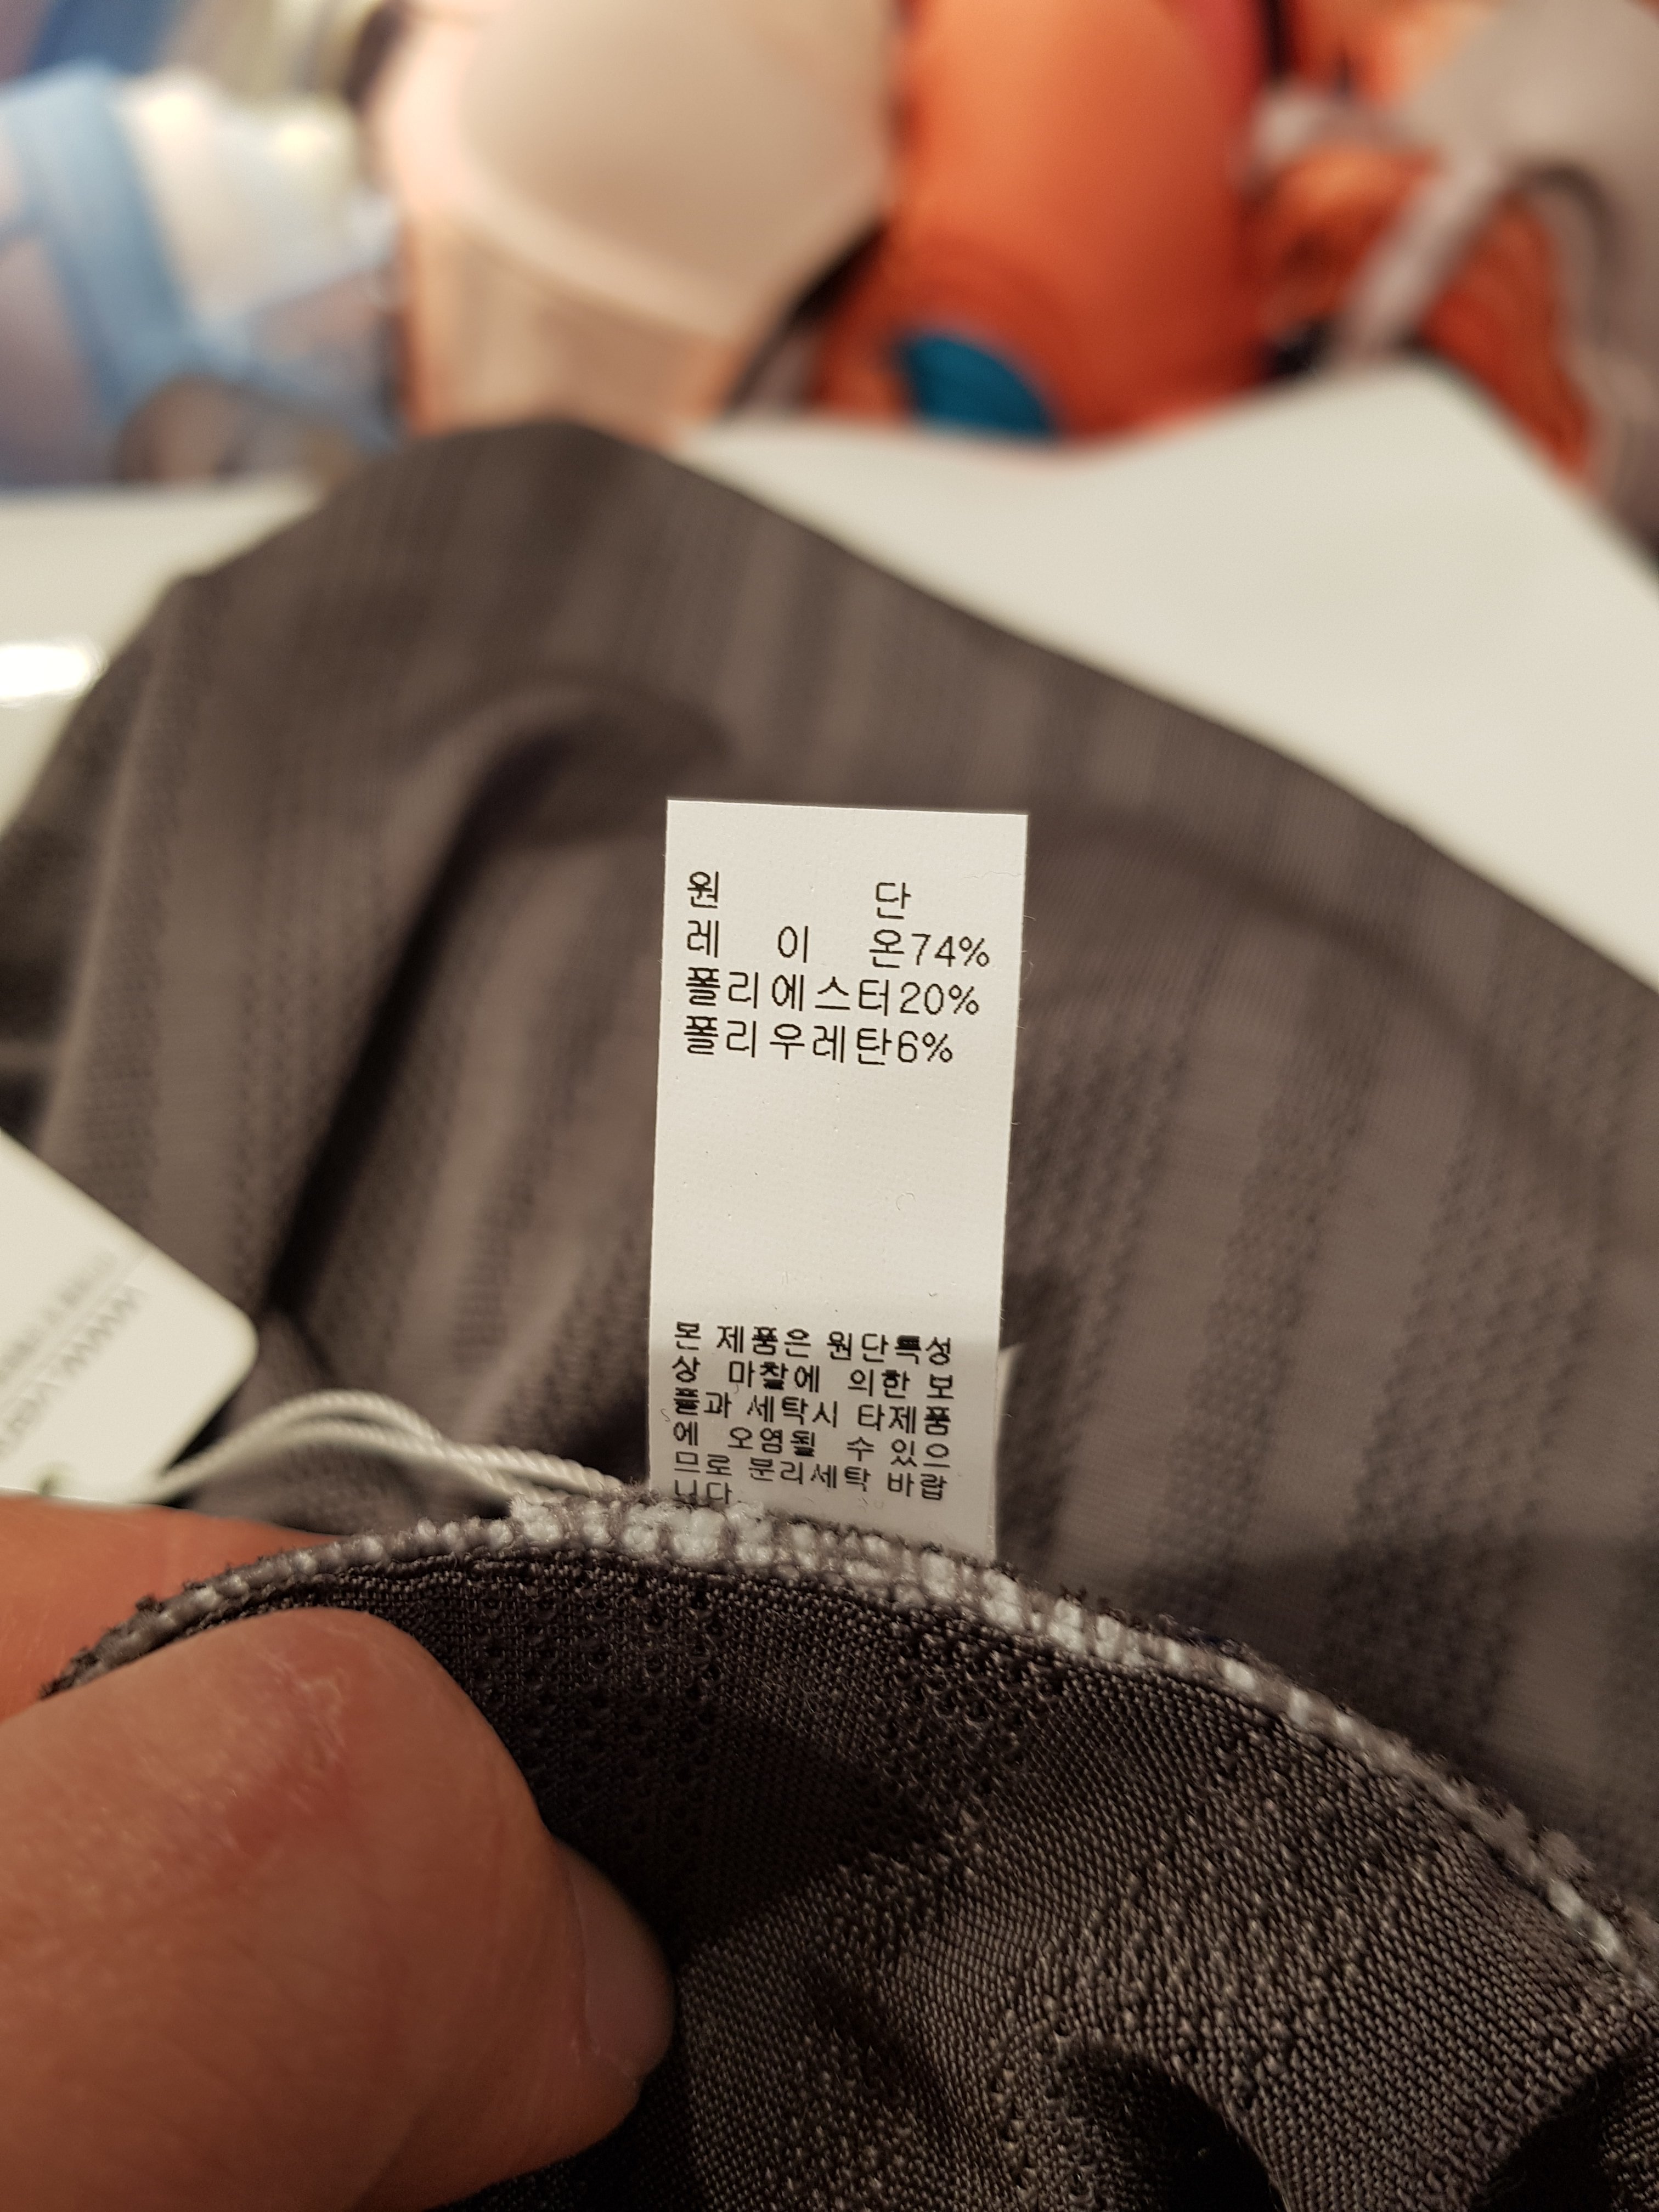 원 단
레 이 온74%
폴리에스터20%
폴리우레탄6%
본 제품은 원단특성
상 마찰에 의한 보
풀과 세탁시 타제품
에 오염될 수 있으
므로 분리세탁 바랍
니다.